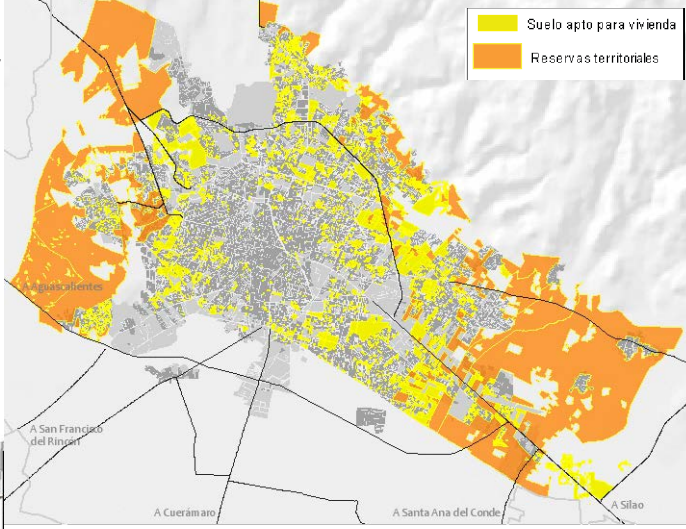 Suelo apto para vivienda
Reservas territoriales
A Aguascalientes
A San Francisco
del Rincón
A Cuerámaro
A Santa Ana del Conde
A Silao